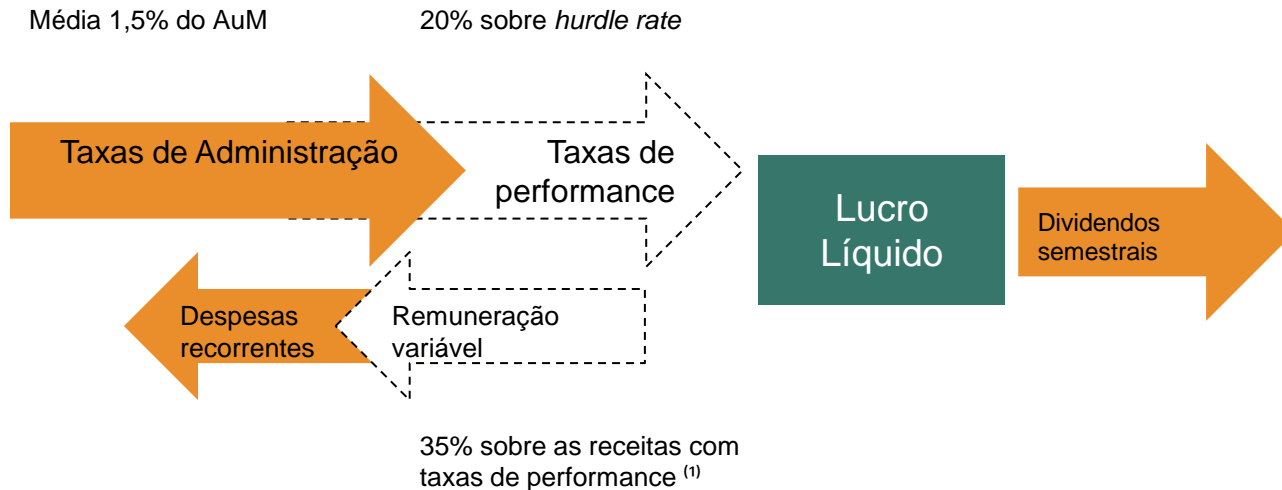 Média 1,5% do AuM
20% sobre hurdle rate
Taxas de Administração
Taxas de
performance
Lucro
Líquido
Dividendos
semestrais
Despesas
recorrentes
Remuneração
variável
35% sobre as receitas com
taxas de performance ⁽¹⁾